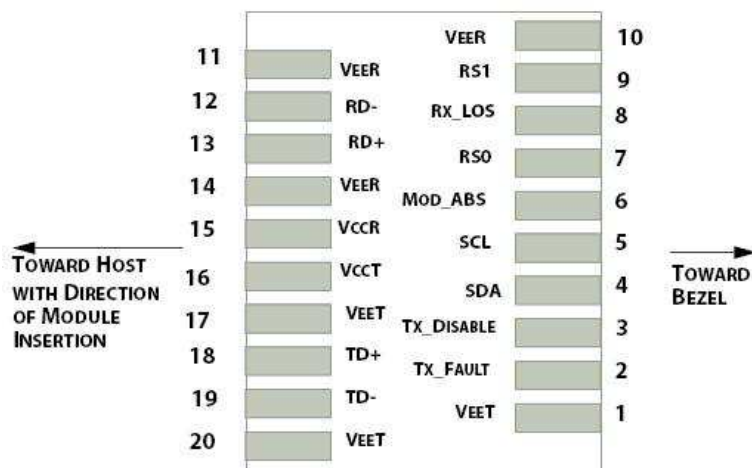 VEER 10
11 VEER
RS1 9
12 RD-
RX_LOS 8
13 RD+
RS0 7
14 VEER
MOD_ABS 6
15 VCCR
SCL 5
TOWARD HOST
WITH DIRECTION
OF MODULE
INSERTION
16 VCCT
SDA 4
TOWARD
BEZEL
17 VEET
TX_DISABLE 3
18 TD+
TX_FAULT 2
19 TD-
VEET 1
20 VEET